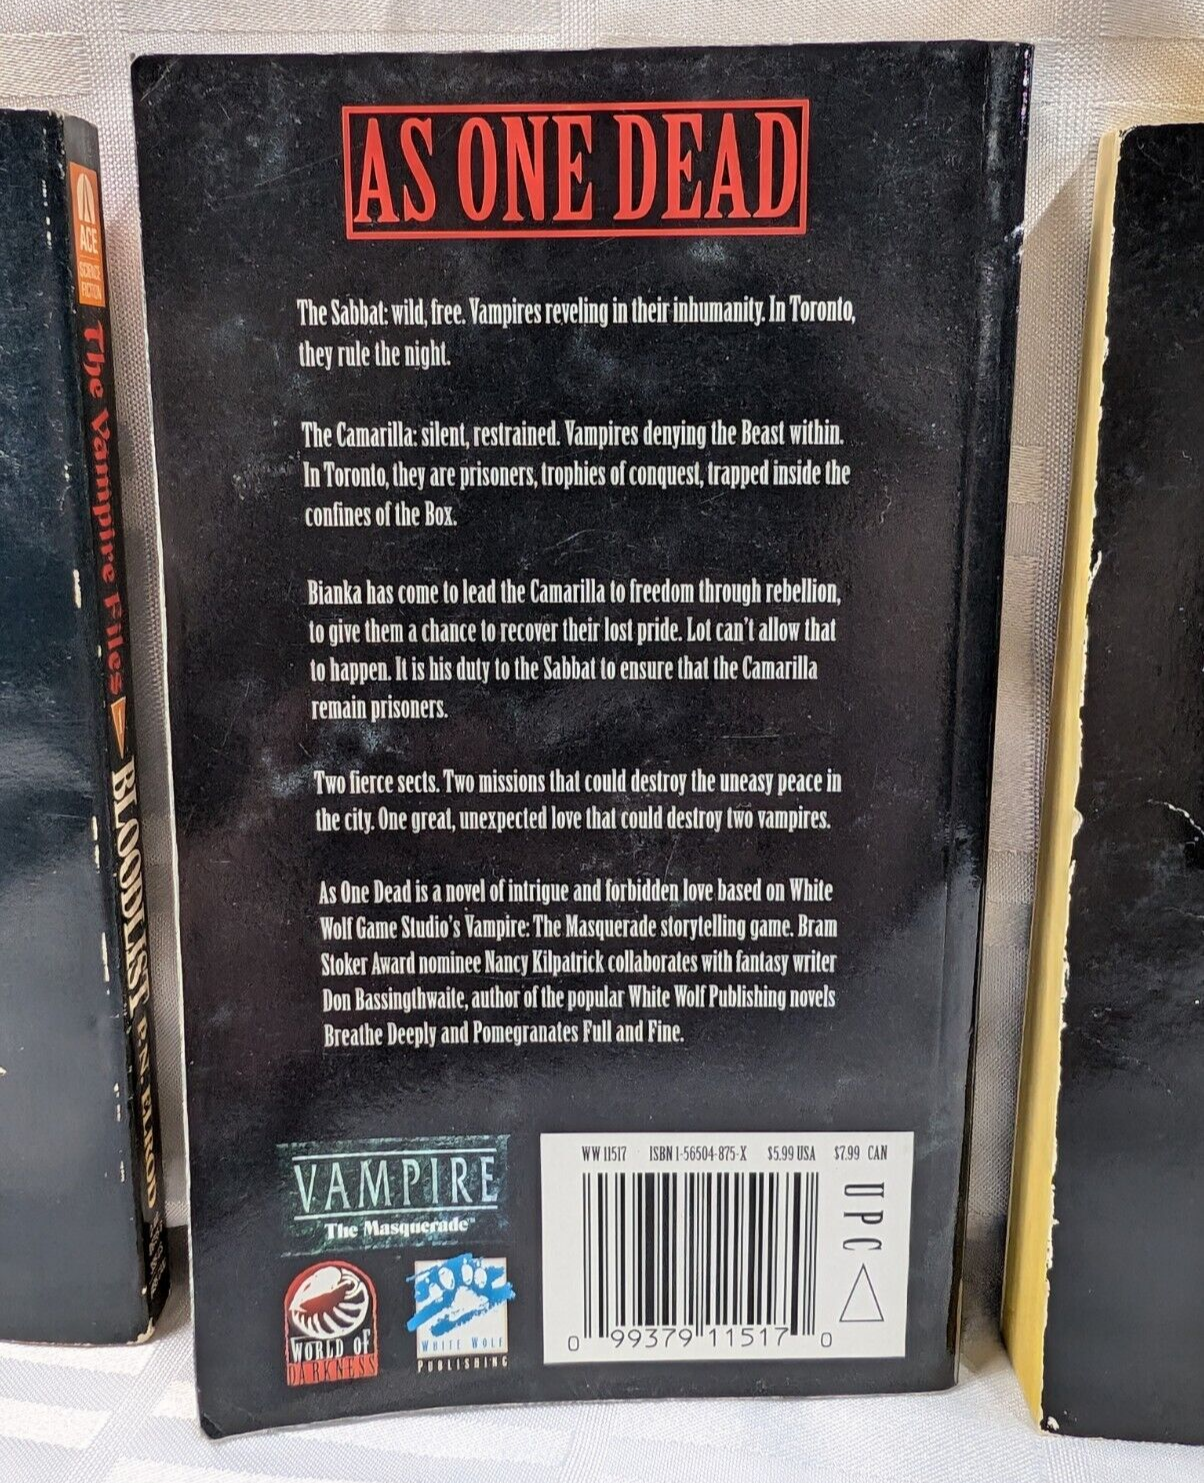 ACE
SCIENCE
FICTION
The Vampire Files
BLOODLIST P.N. ELROD
AS ONE DEAD
The Sabbat: wild, free. Vampires reveling in their inhumanity. In Toronto,
they rule the night.
The Camarilla: silent, restrained. Vampires denying the Beast within.
In Toronto, they are prisoners, trophies of conquest, trapped inside the
confines of the Box.
Bianka has come to lead the Camarilla to freedom through rebellion,
to give them a chance to recover their lost pride. Lot can't allow that
to happen. It is his duty to the Sabbat to ensure that the Camarilla
remain prisoners.
Two fierce sects. Two missions that could destroy the uneasy peace in
the city. One great, unexpected love that could destroy two vampires.
As One Dead is a novel of intrigue and forbidden love based on White
Wolf Game Studio's Vampire: The Masquerade storytelling game. Bram
Stoker Award nominee Nancy Kilpatrick collaborates with fantasy writer
Don Bassingthwaite, author of the popular White Wolf Publishing novels
Breathe Deeply and Pomegranates Full and Fine.
VAMPIRE
The Masquerade™
WORLD OF
DARKNESS
WHITE WOLF
PUBLISHING
WW 11517 ISBN 1-56504-875-X $5.99 USA $7.99 CAN
UPC
0 99379 11517 0